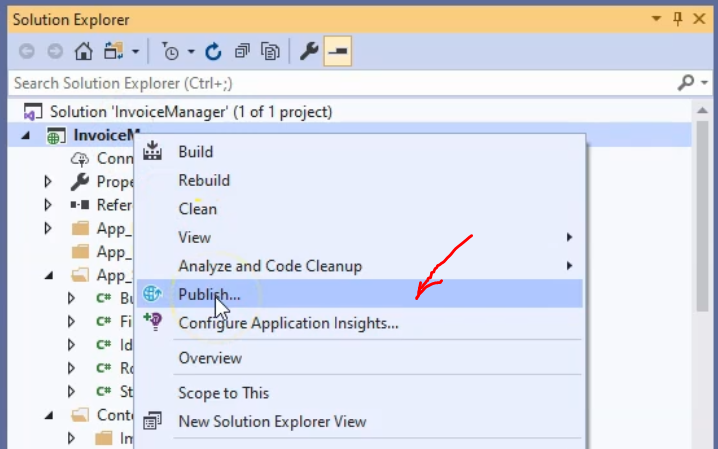 Solution Explorer
Search Solution Explorer (Ctrl+;)
Solution 'InvoiceManager' (1 of 1 project)
InvoiceM
Build
Conn
Rebuild
Prope
Clean
Refer
View
App_
Analyze and Code Cleanup
App_
App_
Publish...
C# Bu
Configure Application Insights...
C# Fi
C# Id
Overview
C# Ro
Scope to This
C# St
New Solution Explorer View
Conte
Im